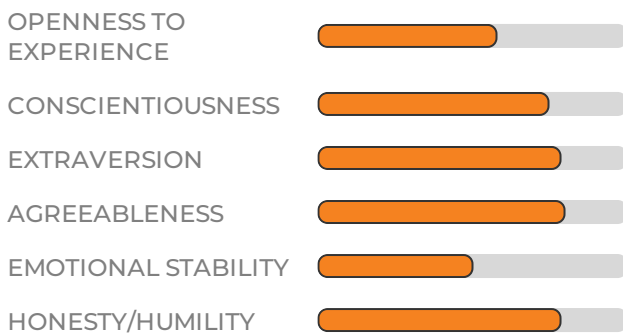 OPENNESS TO
EXPERIENCE
CONSCIENTIOUSNESS
EXTRAVERSION
AGREEABLENESS
EMOTIONAL STABILITY
HONESTY/HUMILITY